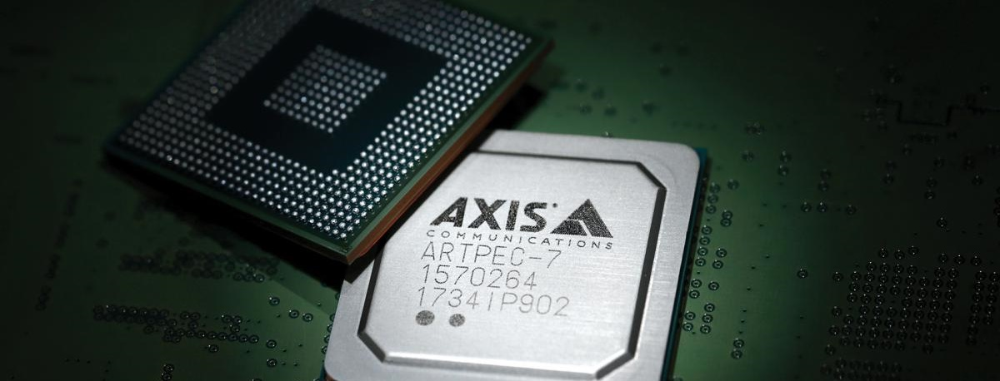 AXIS
COMMUNICATIONS
ARTPEC-7
1570264
1734IP902